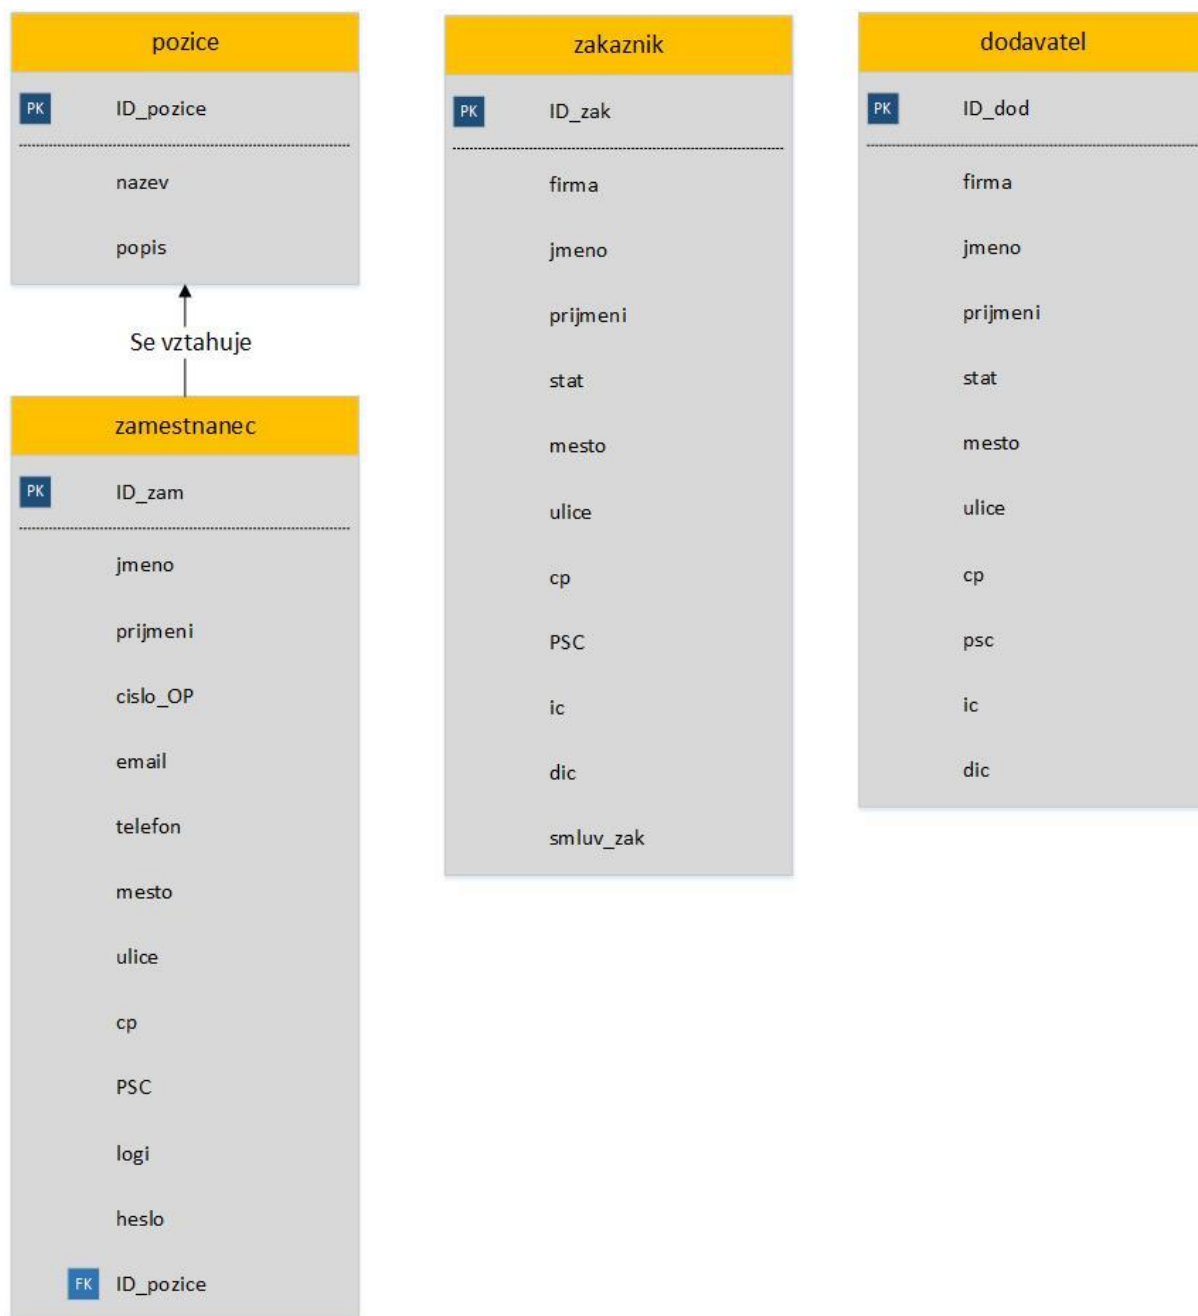 pozice
PK ID_pozice
nazev
popis
Se vztahuje
zamestnanec
PK ID_zam
jmeno
prijmeni
cislo_OP
email
telefon
mesto
ulice
cp
PSC
logi
heslo
FK ID_pozice
zakaznik
PK ID_zak
firma
jmeno
prijmeni
stat
mesto
ulice
cp
PSC
ic
dic
smluv_zak
dodavatel
PK ID_dod
firma
jmeno
prijmeni
stat
mesto
ulice
cp
psc
ic
dic